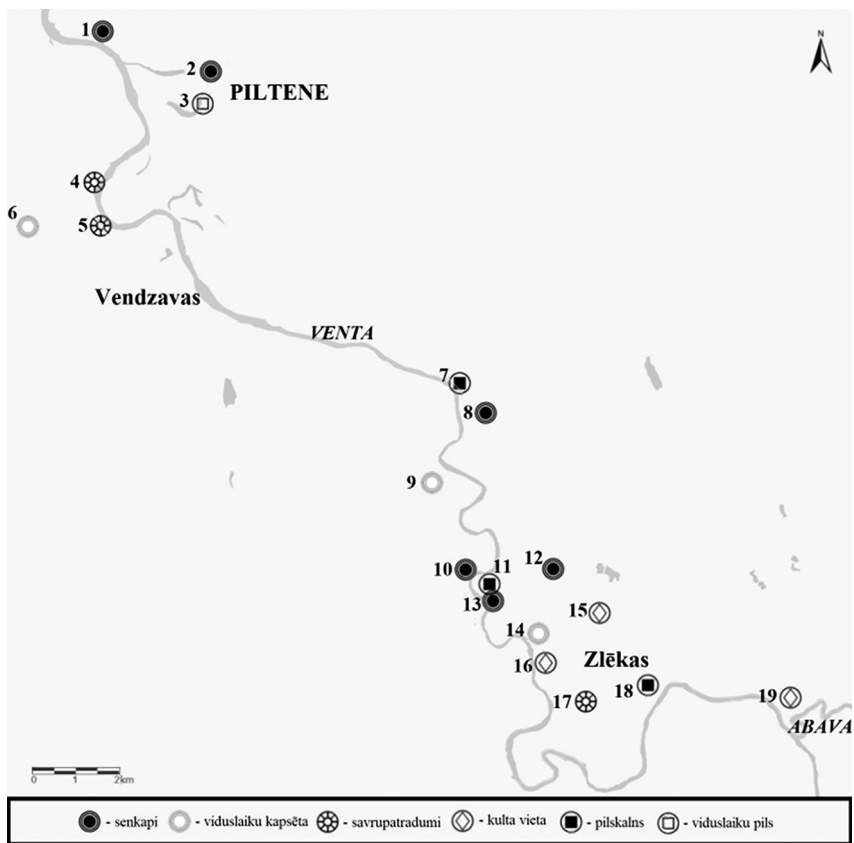 N
1
2
PILTENE
3
4
6
5
Vendzavas
VENTA
7
8
9
10
11
12
13
15
14
16
Zlēkas
18
17
19
ABAVA
0 1 2km
- senkapi - viduslaiku kapsēta - savrupatradumi - kulta vieta - pilskalns - viduslaiku pils